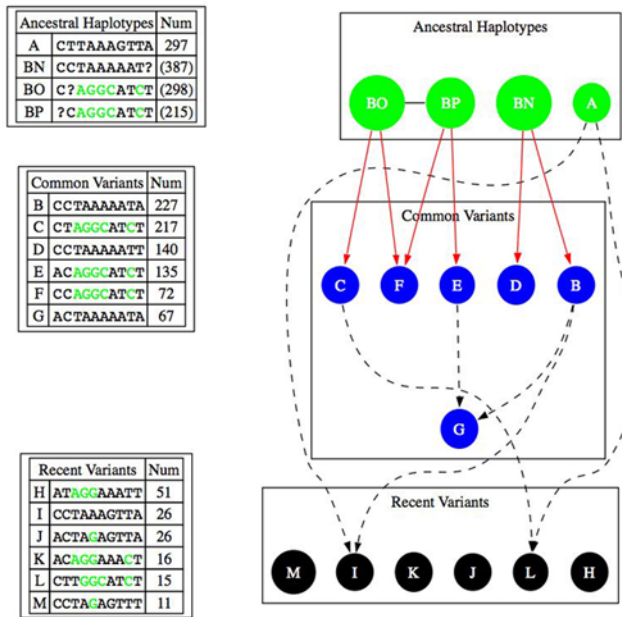 Ancestral Haplotypes Num
A CTTAAAGTTA 297
BN CCTAAAAAT? (387)
BO C?AGGCATCT (298)
BP ?CAGGCATCT (215)
Common Variants Num
B CCTAAAAATA 227
C CTAGGCATCT 217
D CCTAAAAATT 140
E ACAGGCATCT 135
F CCAGGCATCT 72
G ACTAAAAATA 67
Recent Variants Num
H ATAGGAAATT 51
I CCTAAAGTTA 26
J ACTAGAGTTA 26
K ACAGGAAACT 16
L CTTGGCATCT 15
M CCTAGAGTTT 11
Ancestral Haplotypes
BO BP BN A
Common Variants
C F E D B
G
Recent Variants
M I K J L H